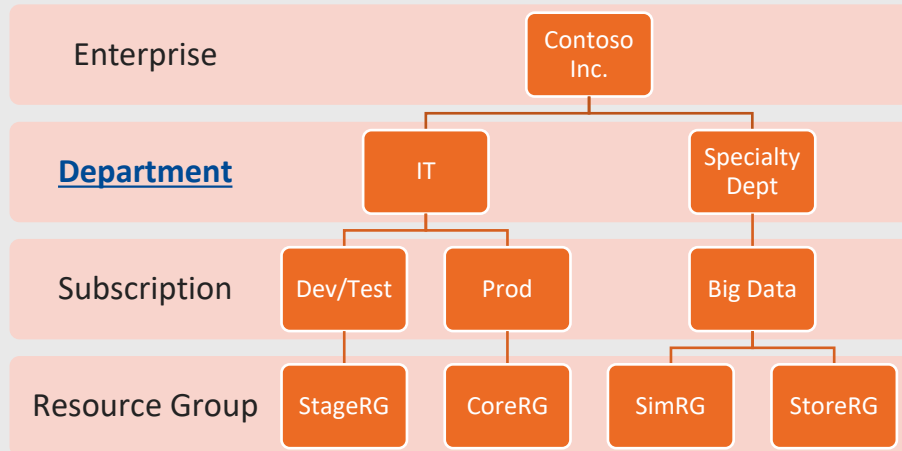 Enterprise
Contoso
Inc.
Department
IT
Specialty
Dept
Subscription
Dev/Test
Prod
Big Data
Resource Group
StageRG
CoreRG
SimRG
StoreRG